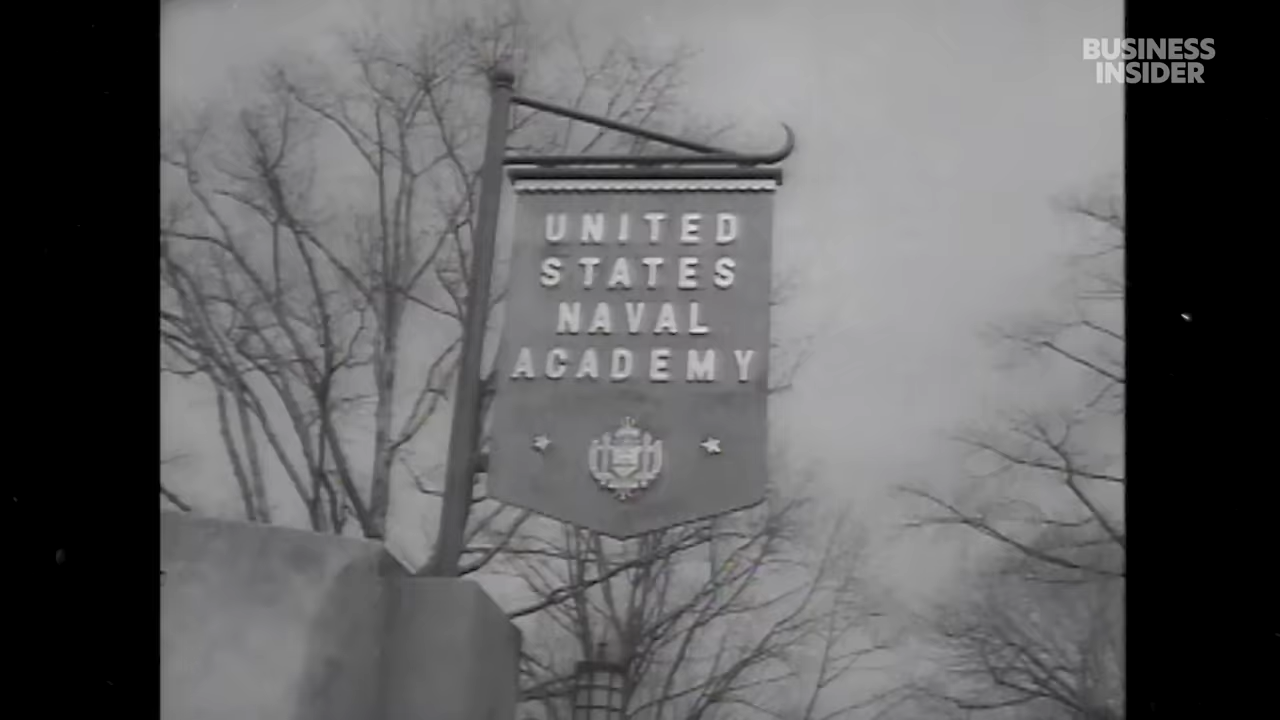 BUSINESS
INSIDER
UNITED
STATES
NAVAL
ACADEMY